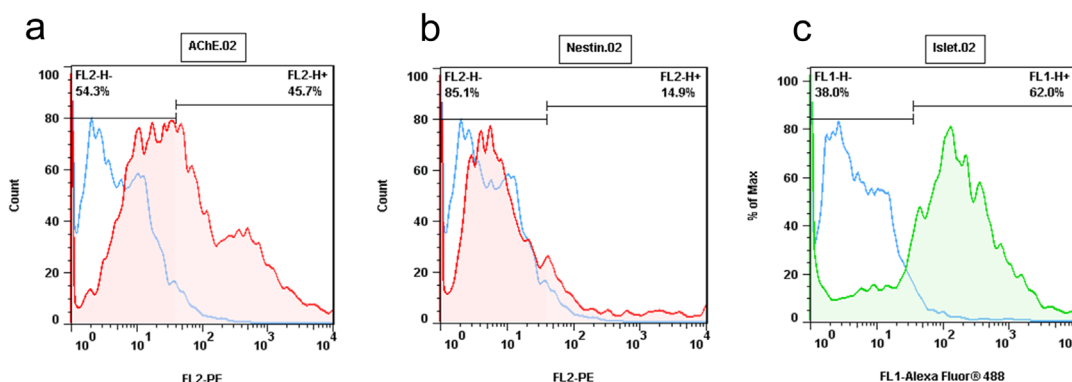 a
AChE.02
FL2-H-
54.3%
FL2-H+
45.7%
100
80
60
40
20
0
Count
10^0 10^1 10^2 10^3 10^4
FL2-PE
b
Nestin.02
FL2-H-
85.1%
FL2-H+
14.9%
100
80
60
40
20
0
Count
10^0 10^1 10^2 10^3 10^4
FL2-PE
c
Islet.02
FL1-H-
38.0%
FL1-H+
62.0%
100
80
60
40
20
0
% of Max
10^0 10^1 10^2 10^3 10^4
FL1-Alexa Fluor® 488